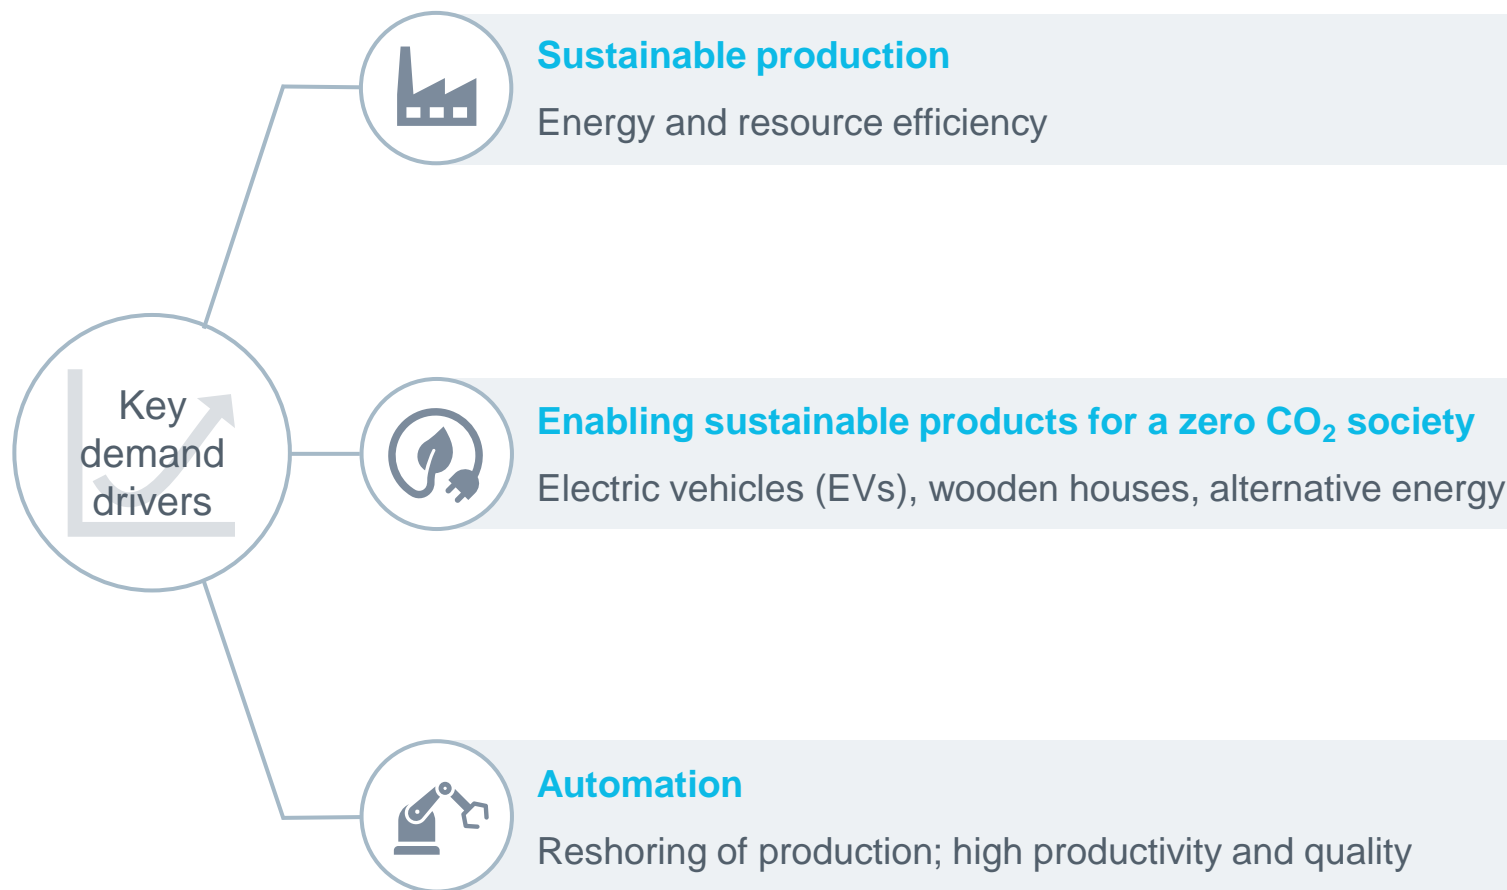 Sustainable production
Energy and resource efficiency
Key
demand
drivers
Enabling sustainable products for a zero CO₂ society
Electric vehicles (EVs), wooden houses, alternative energy
Automation
Reshoring of production; high productivity and quality